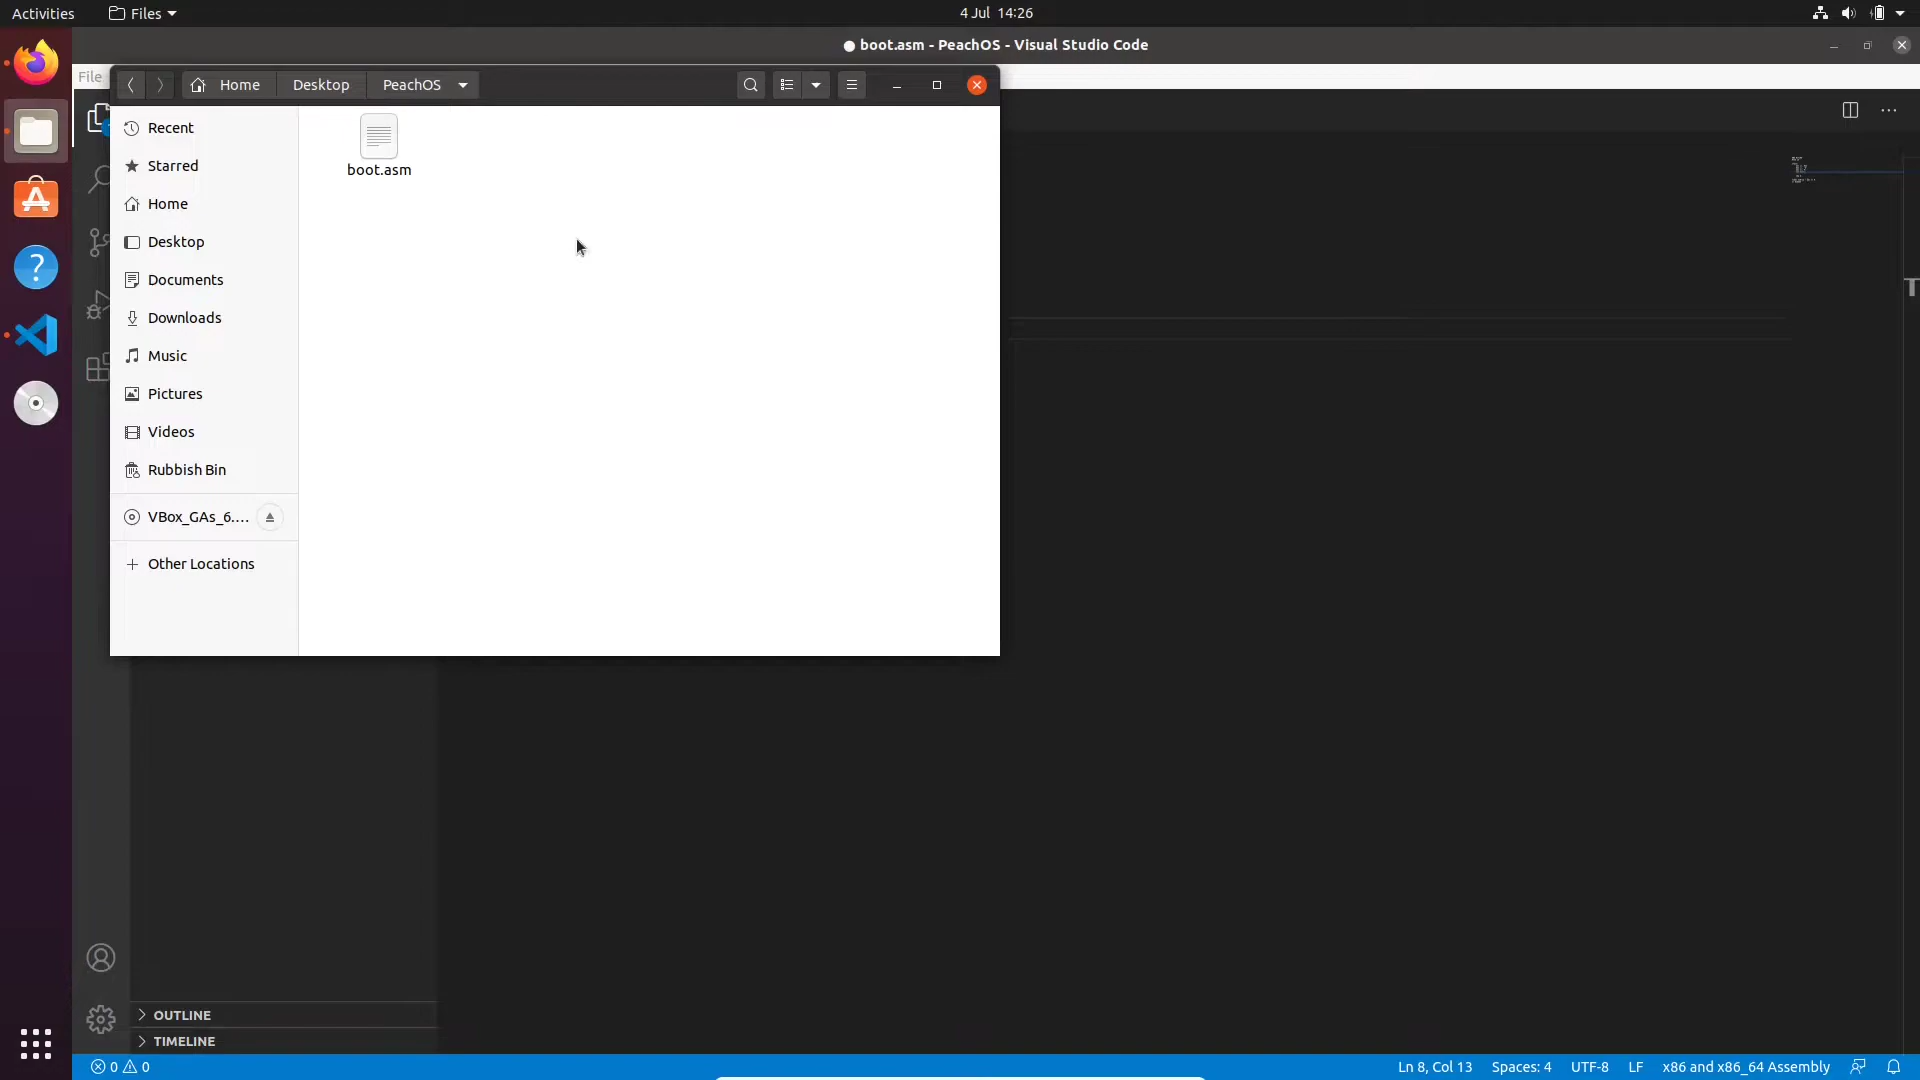 Activities
Files
4 Jul 14:26
boot.asm - PeachOS - Visual Studio Code
File
Home
Desktop
PeachOS
Recent
Starred
Home
Desktop
Documents
Downloads
Music
Pictures
Videos
Rubbish Bin
VBox_GAs_6....
Other Locations
boot.asm
OUTLINE
TIMELINE
0 0
Ln 8, Col 13
Spaces: 4
UTF-8
LF
x86 and x86_64 Assembly